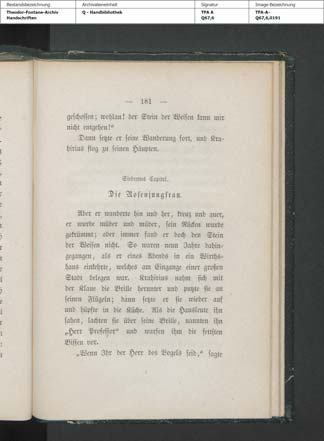 Bestandsbezeichnung Archivalieneinheit Signatur Image-Bezeichnung
Theodor-Fontane-Archiv Q - Handbibliothek TFA A TFA-A-
Handschriften Q67,6 Q67,6,0191
— 181 —
geschossen; wohlan! der Stein der Weisen kann mir
nicht entgehen!“
Dann setzte er seine Wanderung fort, und Kra-
hirius flog zu seinen Häupten.
Siebentes Capitel.
Die Rosenjungfrau.
Aber er wanderte hin und her, kreuz und quer,
er wurde müder und müder, sein Rücken wurde
gekrümmt; aber immer fand er doch den Stein
der Weisen nicht. So waren neun Jahre dahin-
gegangen, als er eines Abends in ein Wirths-
haus einkehrte, welches am Eingange einer großen
Stadt belegen war. Krahirius nahm sich mit
der Klaue die Brille herunter und putzte sie an
seinen Flügeln; dann setzte er sie wieder auf
und hüpfte in die Küche. Als die Hausleute ihn
sahen, lachten sie über seine Brille, nannten ihn
„Herr Professor“ und warfen ihm die fettsten
Bissen vor.
„Wenn Ihr der Herr des Vogels seid,“ sagte